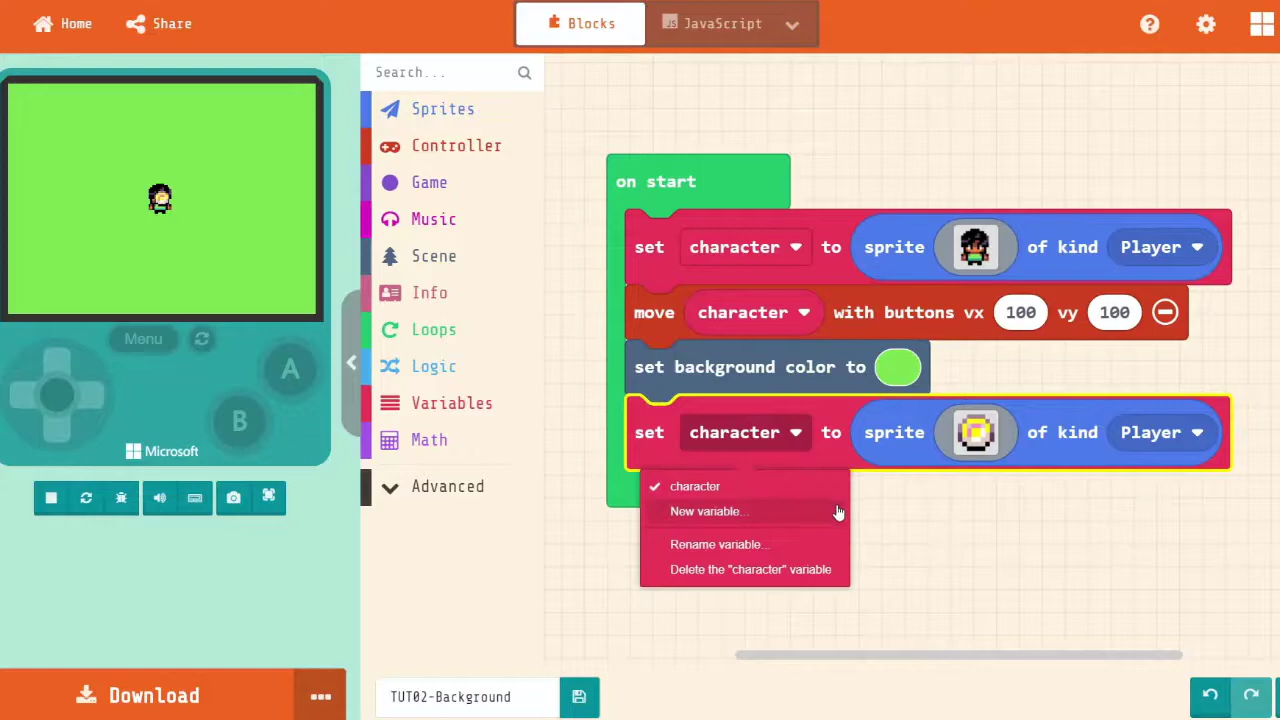 Home
Share
Blocks
JS JavaScript
Search...
Sprites
Controller
Game
Music
Scene
Info
Loops
Logic
Variables
Math
Advanced
Menu
A
B
Microsoft
on start
set character to sprite of kind Player
move character with buttons vx 100 vy 100
set background color to
set character to sprite of kind Player
character
New variable...
Rename variable...
Delete the "character" variable
Download
TUT02-Background